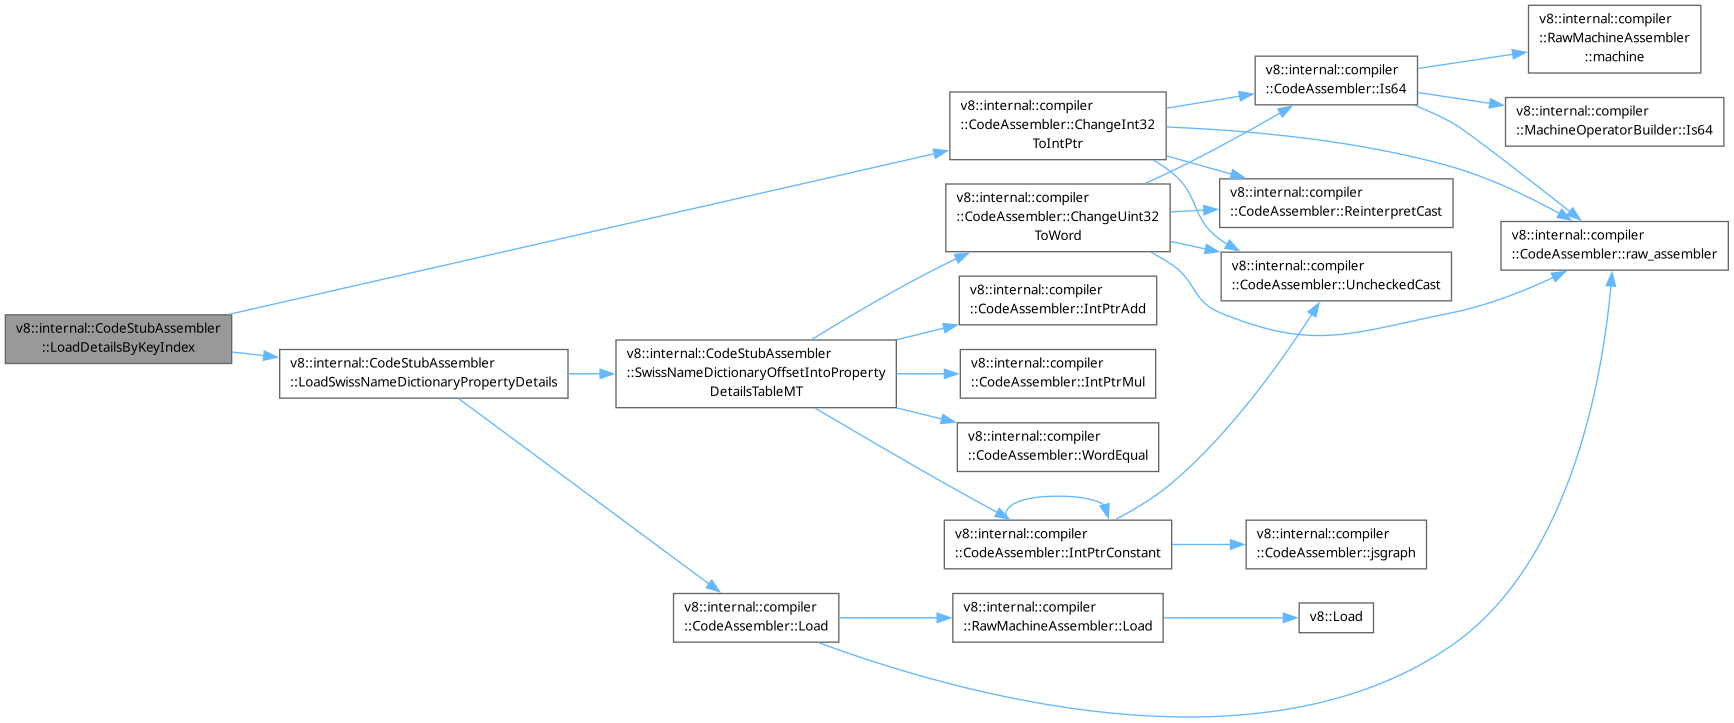 v8::internal::CodeStubAssembler
::LoadDetailsByKeyIndex
v8::internal::compiler
::CodeAssembler::ChangeInt32
ToIntPtr
v8::internal::compiler
::CodeAssembler::Is64
v8::internal::compiler
::RawMachineAssembler
::machine
v8::internal::compiler
::MachineOperatorBuilder::Is64
v8::internal::compiler
::CodeAssembler::raw_assembler
v8::internal::compiler
::CodeAssembler::ReinterpretCast
v8::internal::compiler
::CodeAssembler::UncheckedCast
v8::internal::CodeStubAssembler
::LoadSwissNameDictionaryPropertyDetails
v8::internal::CodeStubAssembler
::SwissNameDictionaryOffsetIntoProperty
DetailsTableMT
v8::internal::compiler
::CodeAssembler::ChangeUint32
ToWord
v8::internal::compiler
::CodeAssembler::IntPtrAdd
v8::internal::compiler
::CodeAssembler::IntPtrMul
v8::internal::compiler
::CodeAssembler::WordEqual
v8::internal::compiler
::CodeAssembler::IntPtrConstant
v8::internal::compiler
::CodeAssembler::jsgraph
v8::internal::compiler
::CodeAssembler::Load
v8::internal::compiler
::RawMachineAssembler::Load
v8::Load